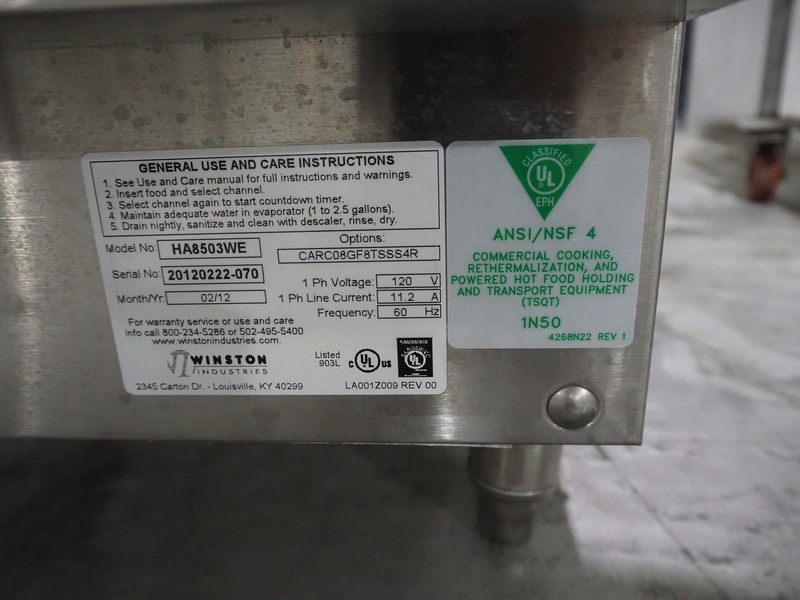 GENERAL USE AND CARE INSTRUCTIONS
1. See Use and Care manual for full instructions and warnings.
2. Insert food and select channel.
3. Select channel again to start countdown timer.
4. Maintain adequate water in evaporator (1 to 2.5 gallons).
5. Drain nightly, sanitize and clean with descaler, rinse, dry.
Model No: HA8503WE
Serial No: 20120222-070
Month/Yr: 02/12
Options:
CARC08GF8TSSS4R
1 Ph Voltage: 120 V
1 Ph Line Current: 11.2 A
Frequency: 60 Hz
For warranty service or use and care
info call 800-234-5286 or 502-495-5400
www.winstonindustries.com
WINSTON
INDUSTRIES
2345 Carton Dr. - Louisville, KY 40299
Listed
903L
C UL US
UL
LA001Z009 REV 00
CLASSIFIED
UL
EPH
ANSI/NSF 4
COMMERCIAL COOKING,
RETHERMALIZATION, AND
POWERED HOT FOOD HOLDING
AND TRANSPORT EQUIPMENT
(TSQT)
1N50
4268N22 REV 1